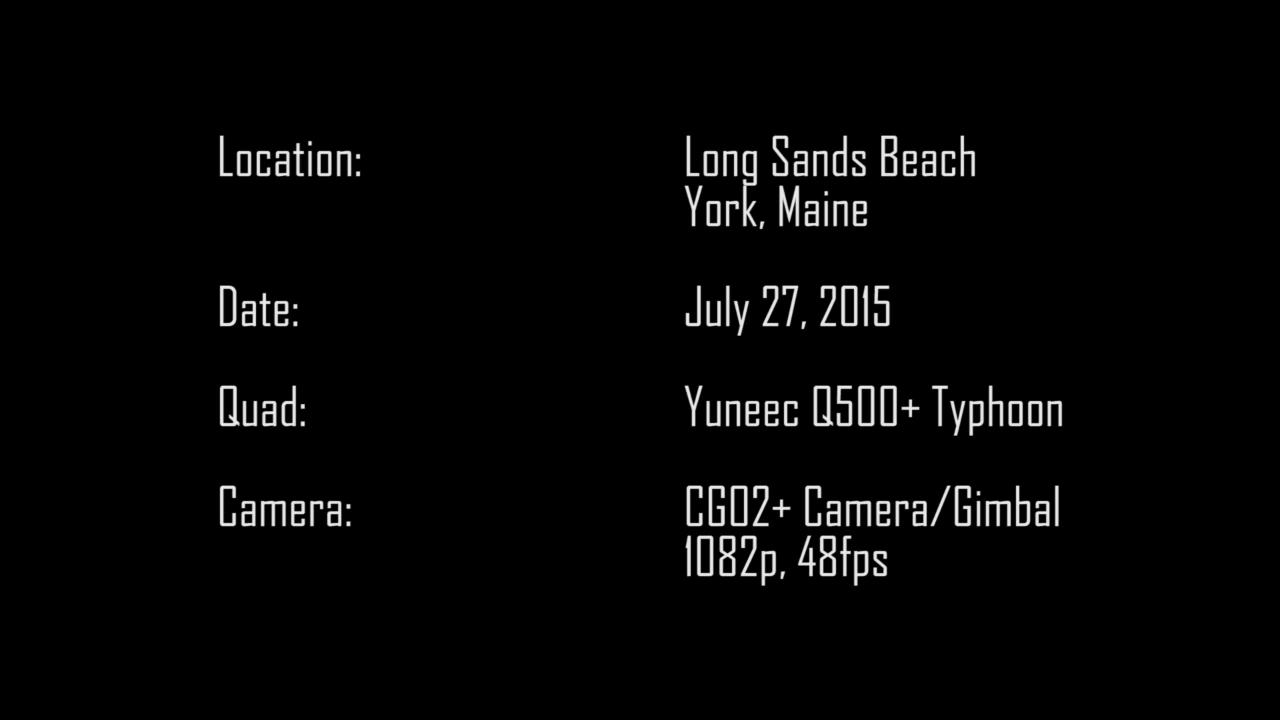 Location: Long Sands Beach
York, Maine
Date: July 27, 2015
Quad: Yuneec Q500+ Typhoon
Camera: CGO2+ Camera/Gimbal
1082p, 48fps